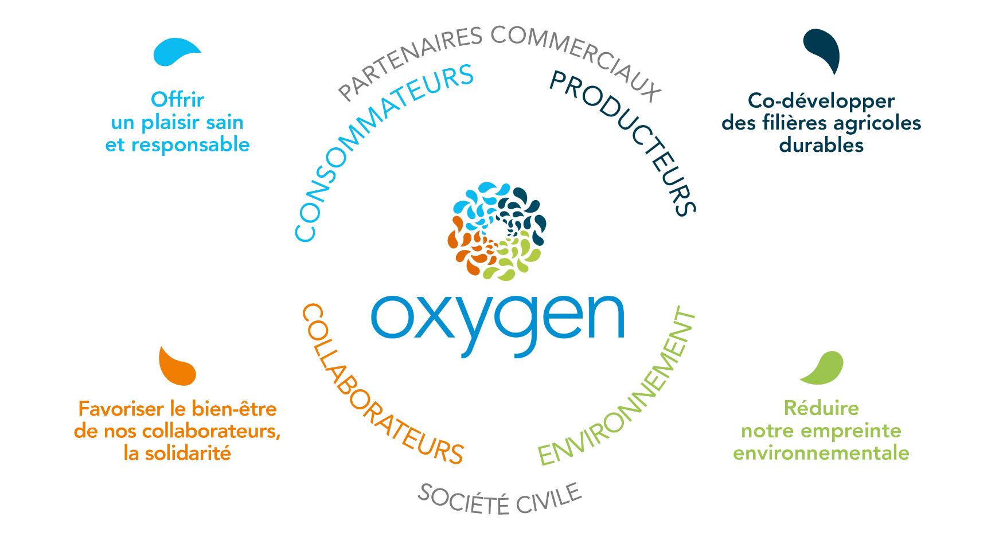 PARTENAIRES COMMERCIAUX
CONSOMMATEURS
PRODUCTEURS
Offrir
un plaisir sain
et responsable
Co-développer
des filières agricoles
durables
oxygen
COLLABORATEURS
ENVIRONNEMENT
Favoriser le bien-être
de nos collaborateurs,
la solidarité
Réduire
notre empreinte
environnementale
SOCIÉTÉ CIVILE